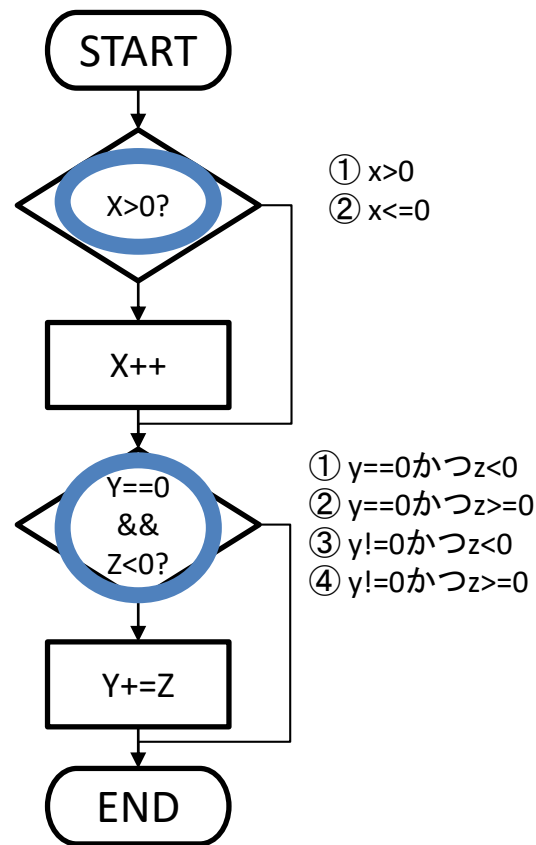 START
X>0?
① x>0
② x<=0
X++
Y==0
&&
Z<0?
① y==0かつz<0
② y==0かつz>=0
③ y!=0かつz<0
④ y!=0かつz>=0
Y+=Z
END